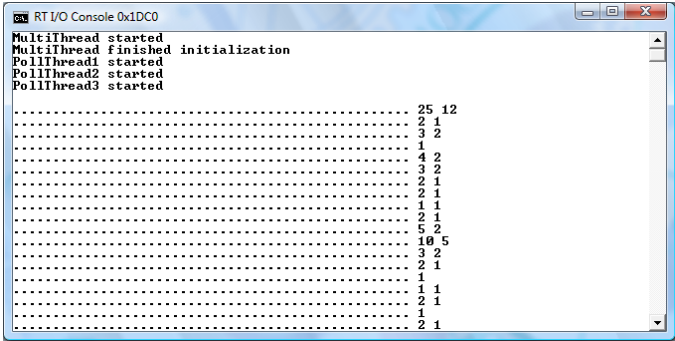 RT I/O Console 0x1DC0
MultiThread started
MultiThread finished initialization
PollThread1 started
PollThread2 started
PollThread3 started
.................................................. 25 12
.................................................. 2 1
.................................................. 3 2
.................................................. 1
.................................................. 4 2
.................................................. 3 2
.................................................. 2 1
.................................................. 2 1
.................................................. 1 1
.................................................. 2 1
.................................................. 5 2
.................................................. 10 5
.................................................. 3 2
.................................................. 2 1
.................................................. 1
.................................................. 1 1
.................................................. 2 1
.................................................. 1
.................................................. 2 1